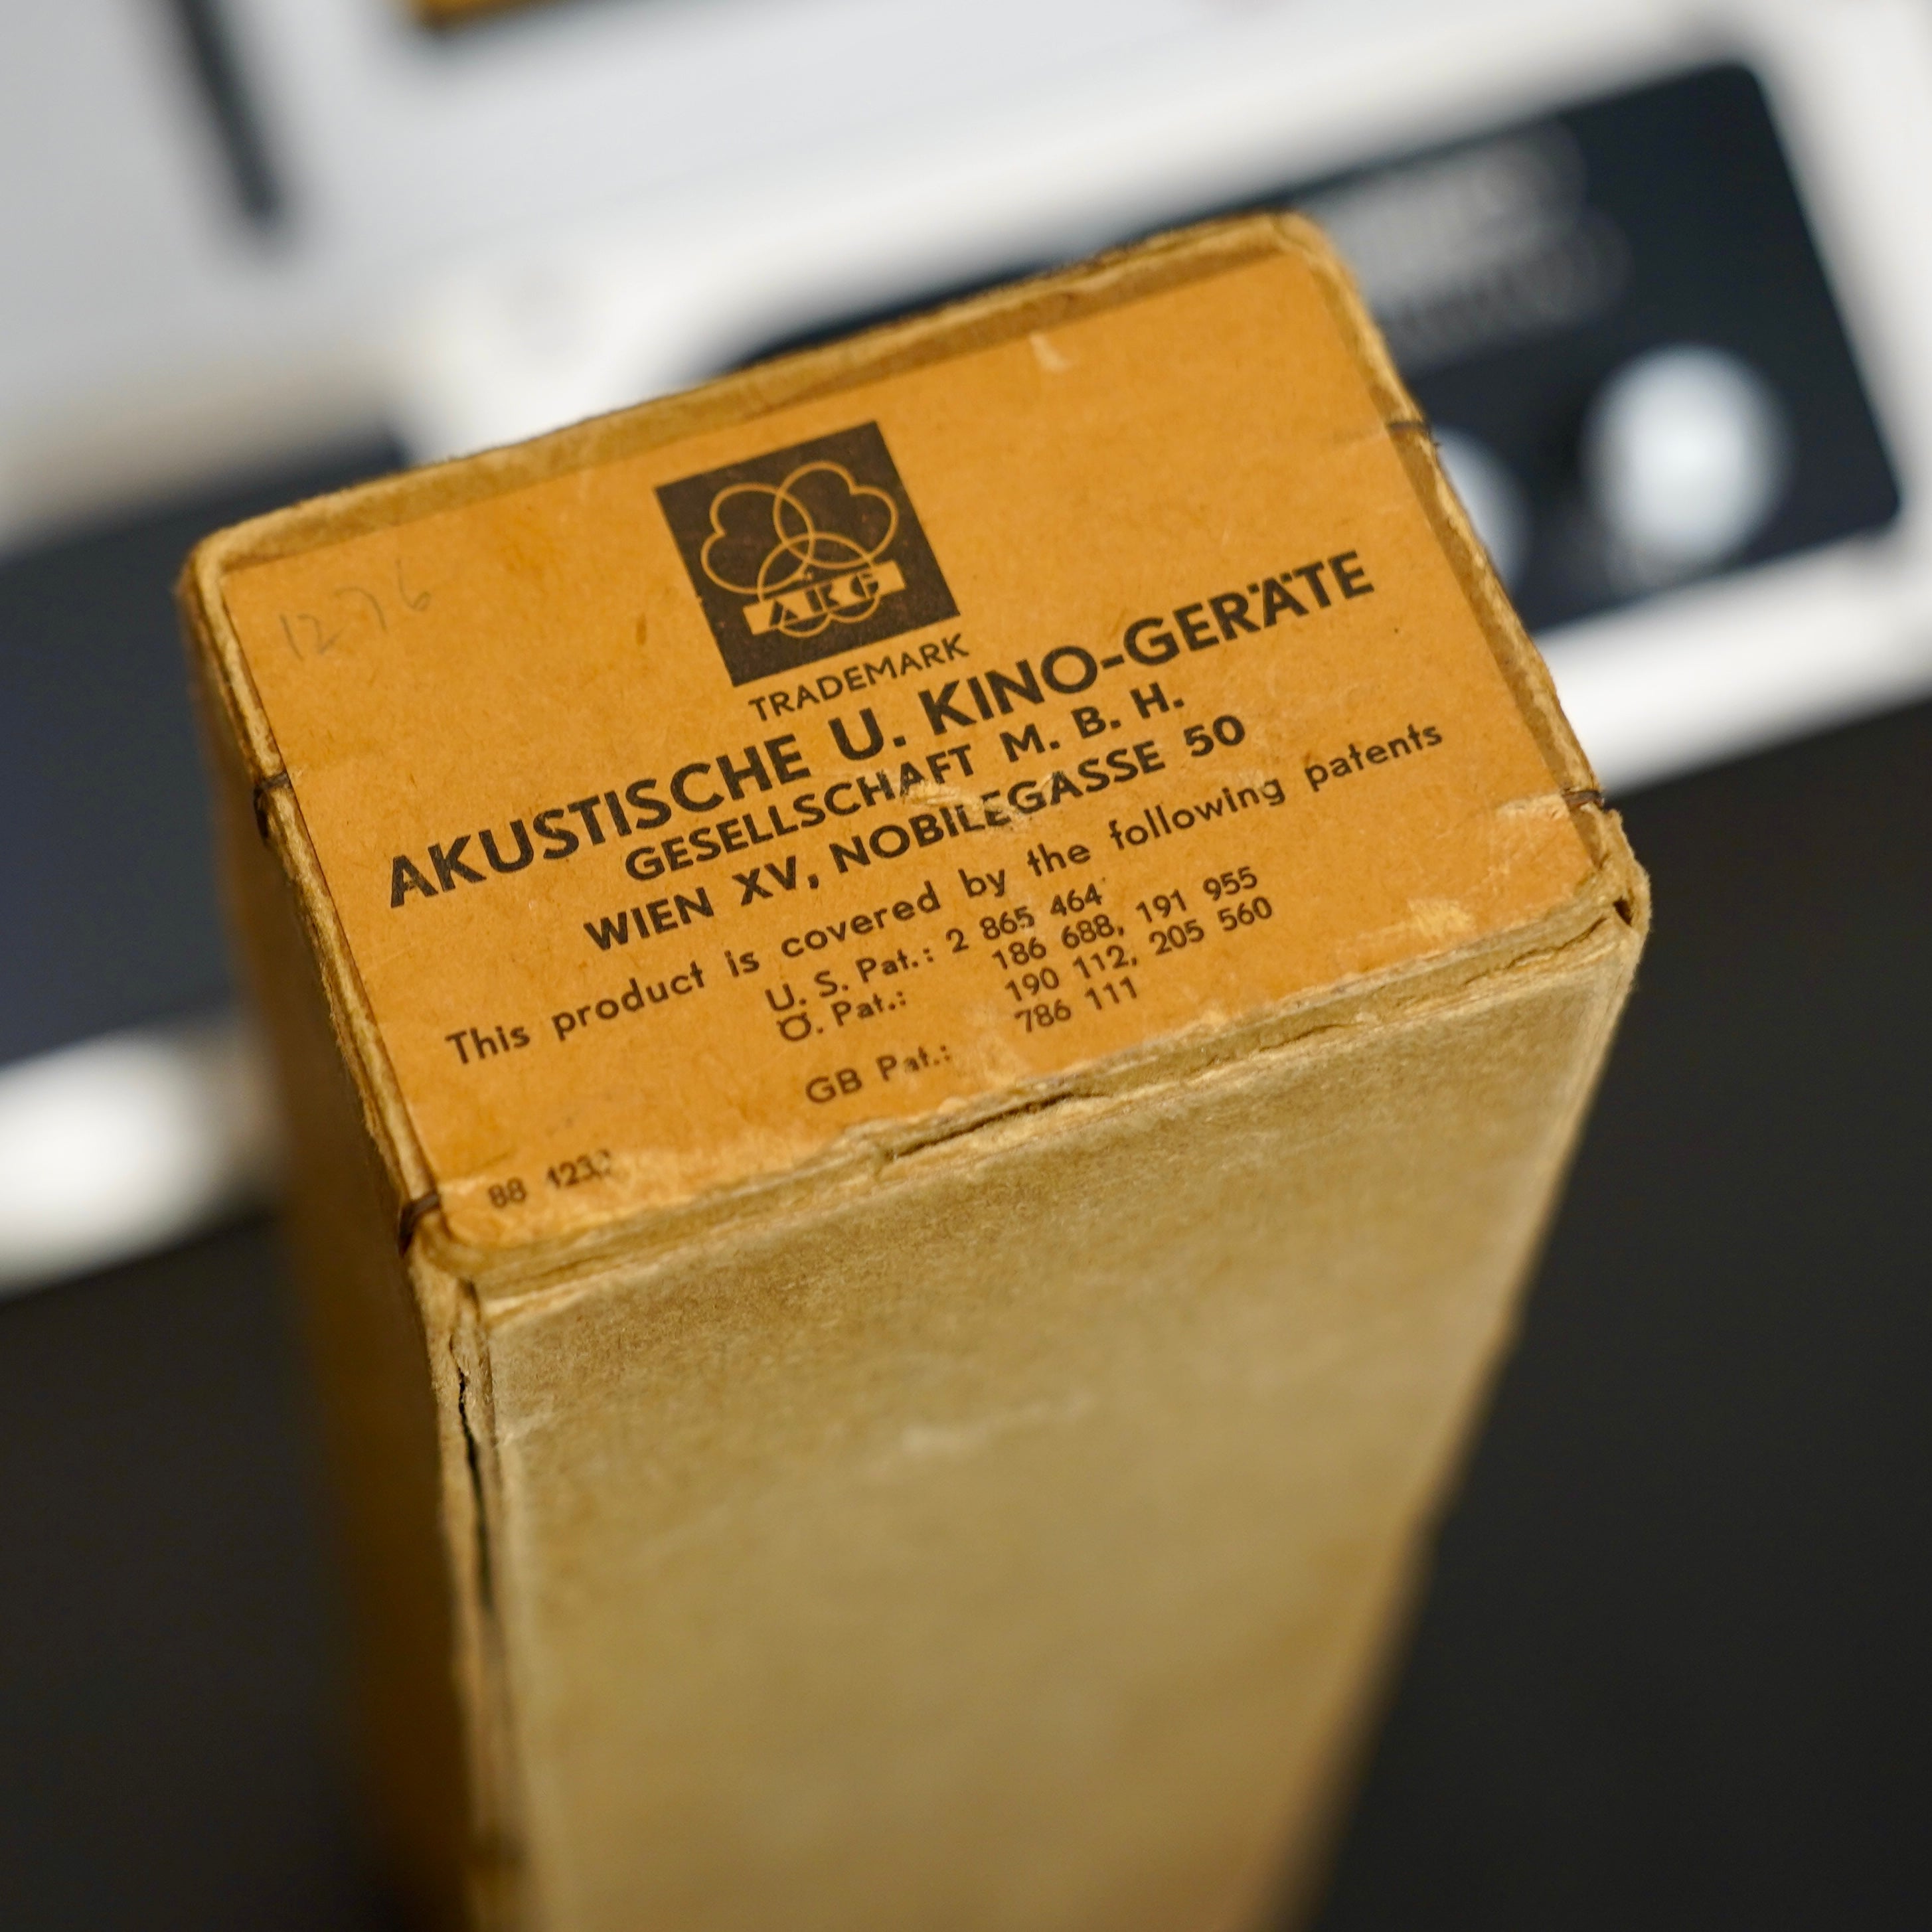 1276
AKG
TRADEMARK
AKUSTISCHE U. KINO-GERÄTE
GESELLSCHAFT M. B. H.
WIEN XV, NOBILEGASSE 50
This product is covered by the following patents
U. S. Pat.: 2 865 464
Ö. Pat.: 186 688, 191 955
190 112, 205 560
GB Pat.: 786 111
88